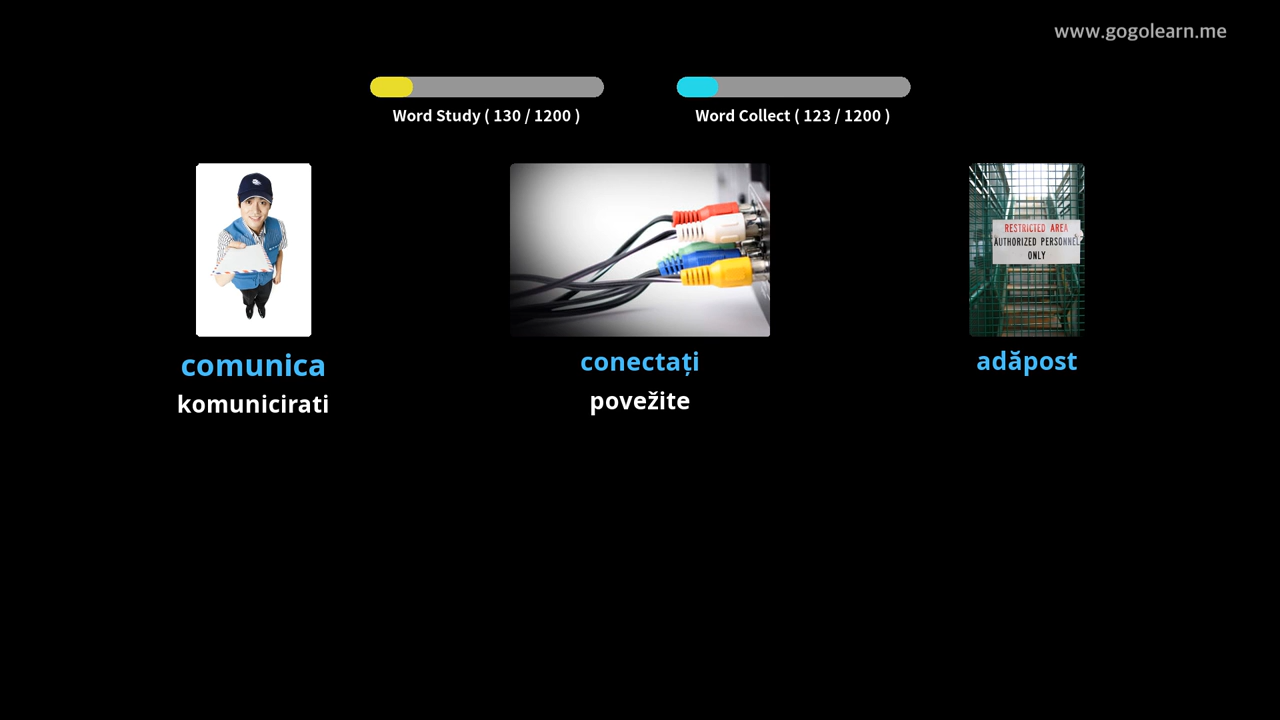 www.gogolearn.me
Word Study ( 130 / 1200 )
Word Collect ( 123 / 1200 )
RESTRICTED AREA
AUTHORIZED PERSONNEL
ONLY
comunica
conectați
adăpost
komunicirati
povežite